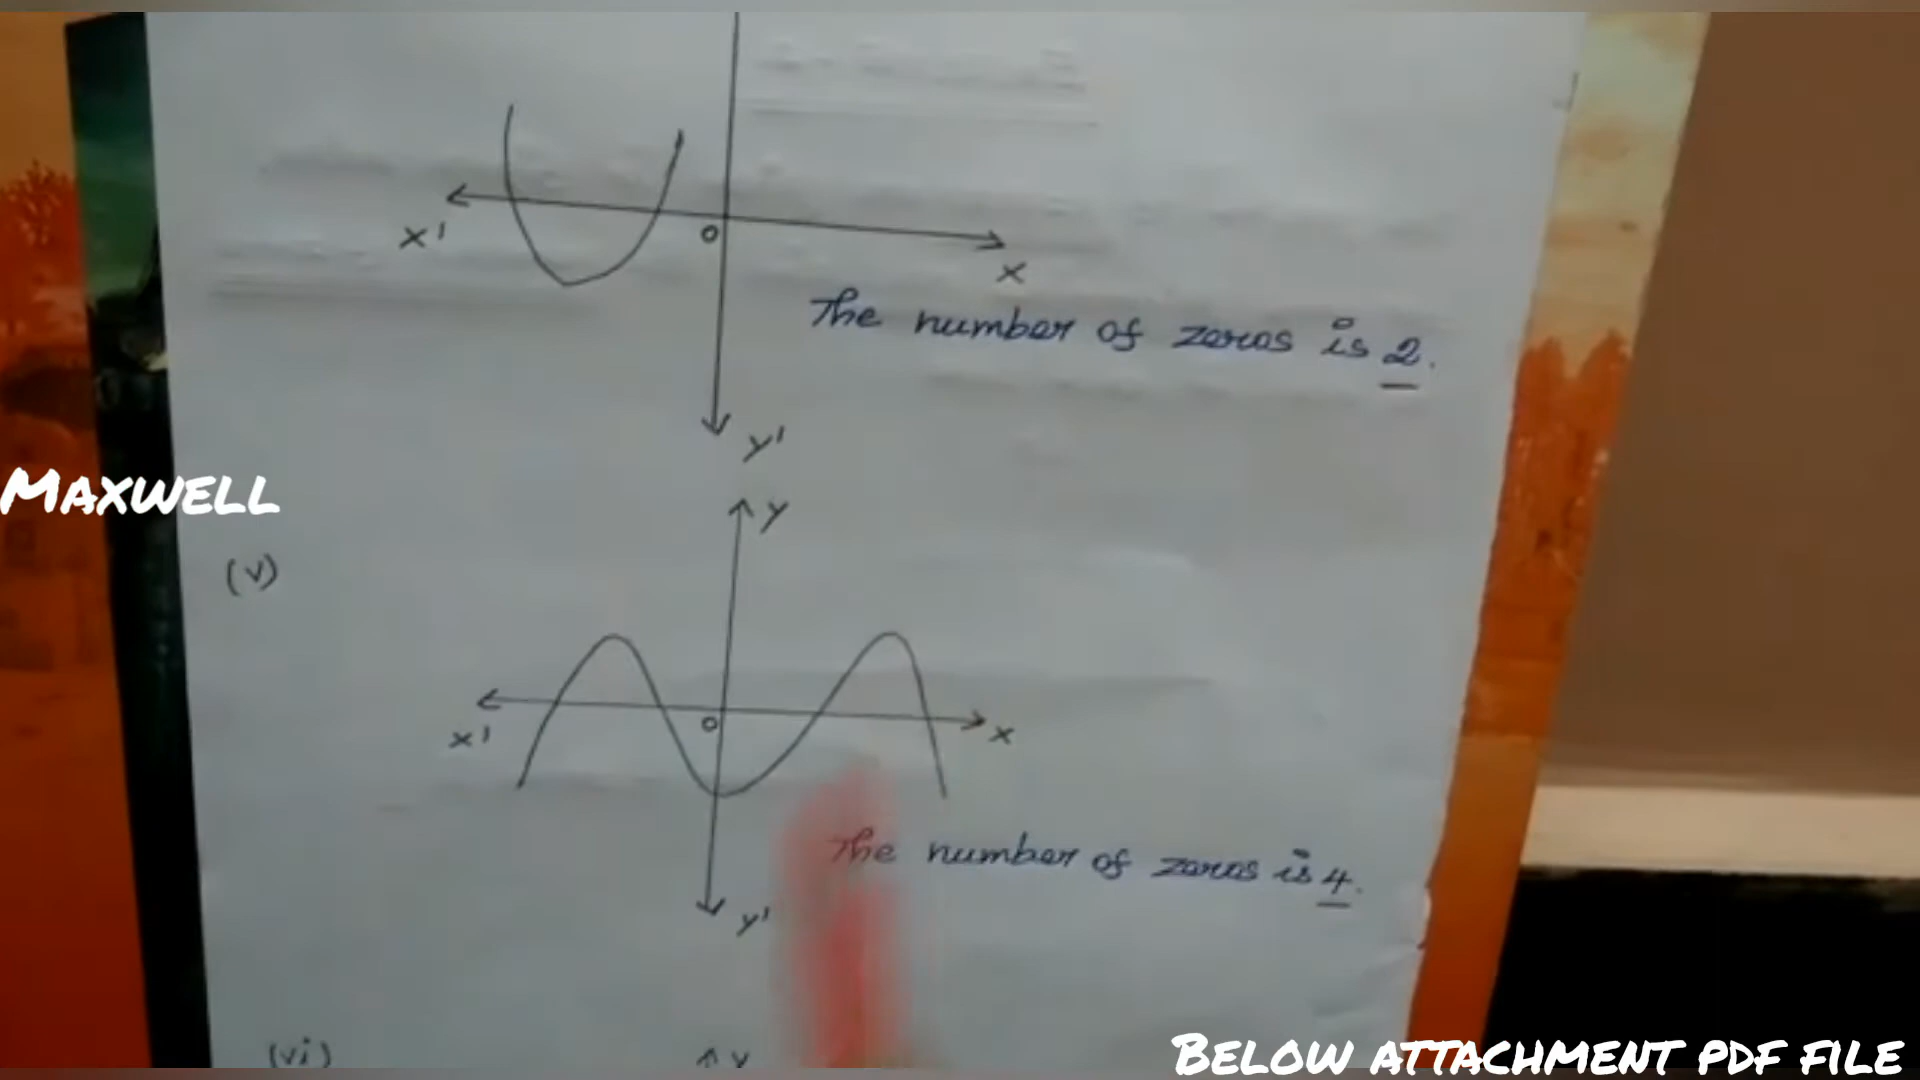 X'
O
X
The number of zeros is 2.
Y'
MAXWELL
Y
(V)
X'
O
X
The number of zeros is 4.
Y'
(vi)
Y
BELOW ATTACHMENT PDF FILE